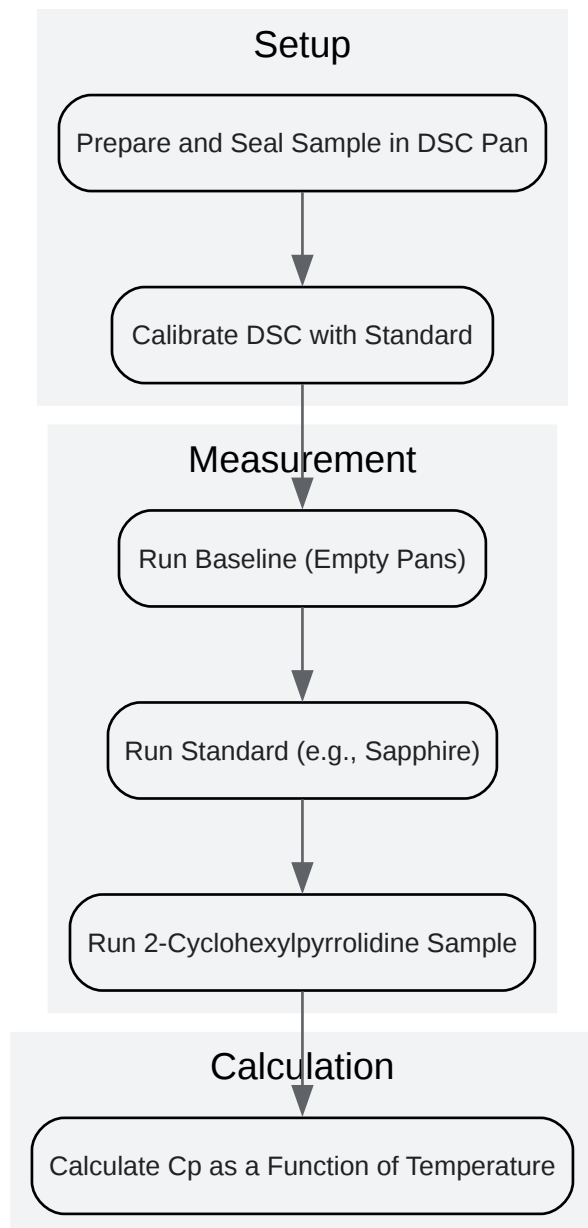 Setup
Prepare and Seal Sample in DSC Pan
Calibrate DSC with Standard
Measurement
Run Baseline (Empty Pans)
Run Standard (e.g., Sapphire)
Run 2-Cyclohexylpyrrolidine Sample
Calculation
Calculate Cp as a Function of Temperature